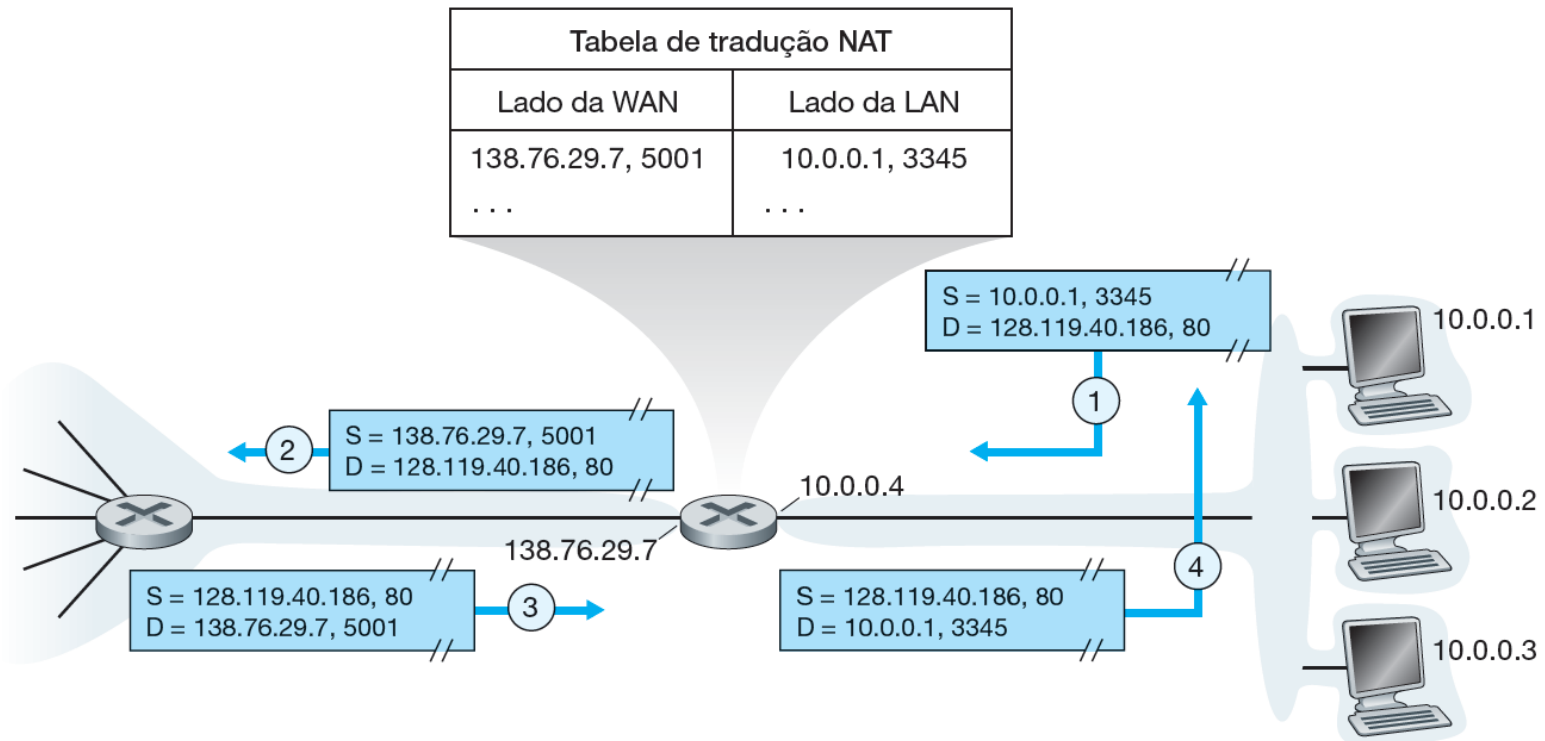 Tabela de tradução NAT
Lado da WAN
Lado da LAN
138.76.29.7, 5001
10.0.0.1, 3345
. . .
. . .
S = 10.0.0.1, 3345
D = 128.119.40.186, 80
1
10.0.0.1
S = 138.76.29.7, 5001
D = 128.119.40.186, 80
2
10.0.0.4
10.0.0.2
138.76.29.7
S = 128.119.40.186, 80
D = 138.76.29.7, 5001
3
S = 128.119.40.186, 80
D = 10.0.0.1, 3345
4
10.0.0.3